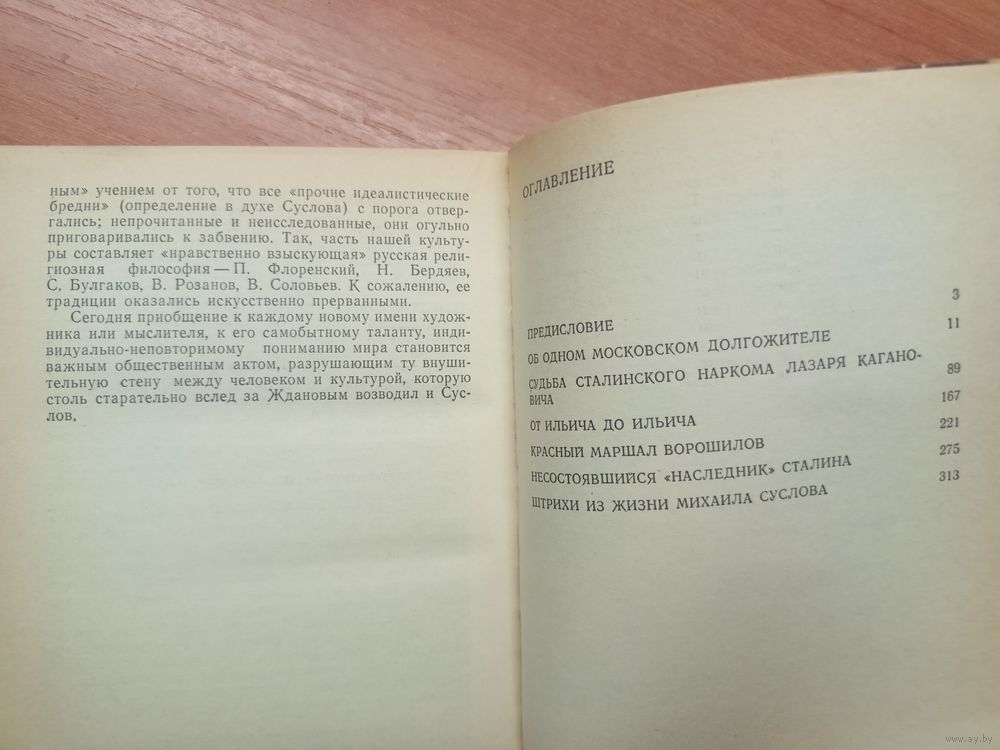 ным» учением от того, что все «прочие идеалистические
бредни» (определение в духе Суслова) с порога отвер-
гались; непрочитанные и неисследованные, они огульно
приговаривались к забвению. Так, часть нашей культу-
ры составляет «нравственно взыскующая» русская рели-
гиозная философия — П. Флоренский, Н. Бердяев,
С. Булгаков, В. Розанов, В. Соловьев. К сожалению, ее
традиции оказались искусственно прерванными.
Сегодня приобщение к каждому новому имени худож-
ника или мыслителя, к его самобытному таланту, инди-
видуально-неповторимому пониманию мира становится
важным общественным актом, разрушающим ту внуши-
тельную стену между человеком и культурой, которую
столь старательно вслед за Ждановым возводил и Сус-
лов.
ОГЛАВЛЕНИЕ
ПРЕДИСЛОВИЕ 3
ОБ ОДНОМ МОСКОВСКОМ ДОЛГОЖИТЕЛЕ 11
СУДЬБА СТАЛИНСКОГО НАРКОМА ЛАЗАРЯ КАГАНО-
ВИЧА 89
ОТ ИЛЬИЧА ДО ИЛЬИЧА 167
КРАСНЫЙ МАРШАЛ ВОРОШИЛОВ 221
НЕСОСТОЯВШИЙСЯ «НАСЛЕДНИК» СТАЛИНА 275
ШТРИХИ ИЗ ЖИЗНИ МИХАИЛА СУСЛОВА 313
www.ay.by